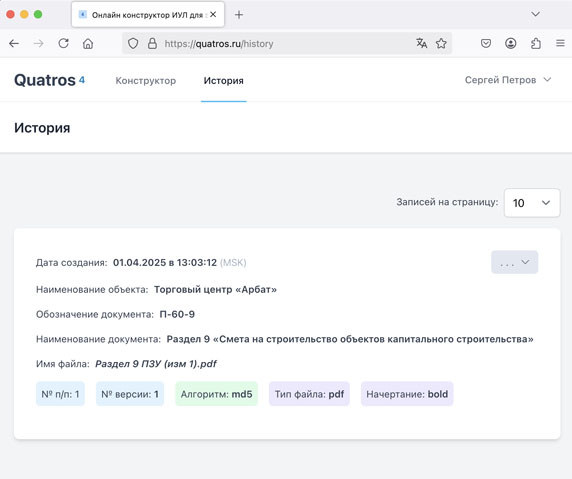 Онлайн конструктор ИУЛ для
https://quatros.ru/history
Quatros 4
Конструктор
История
Сергей Петров
История
Записей на страницу: 10
Дата создания: 01.04.2025 в 13:03:12 (MSK)
...
Наименование объекта: Торговый центр «Арбат»
Обозначение документа: П-60-9
Наименование документа: Раздел 9 «Смета на строительство объектов капитального строительства»
Имя файла: Раздел 9 ПЗУ (изм 1).pdf
№ п/п: 1 № версии: 1 Алгоритм: md5 Тип файла: pdf Начертание: bold